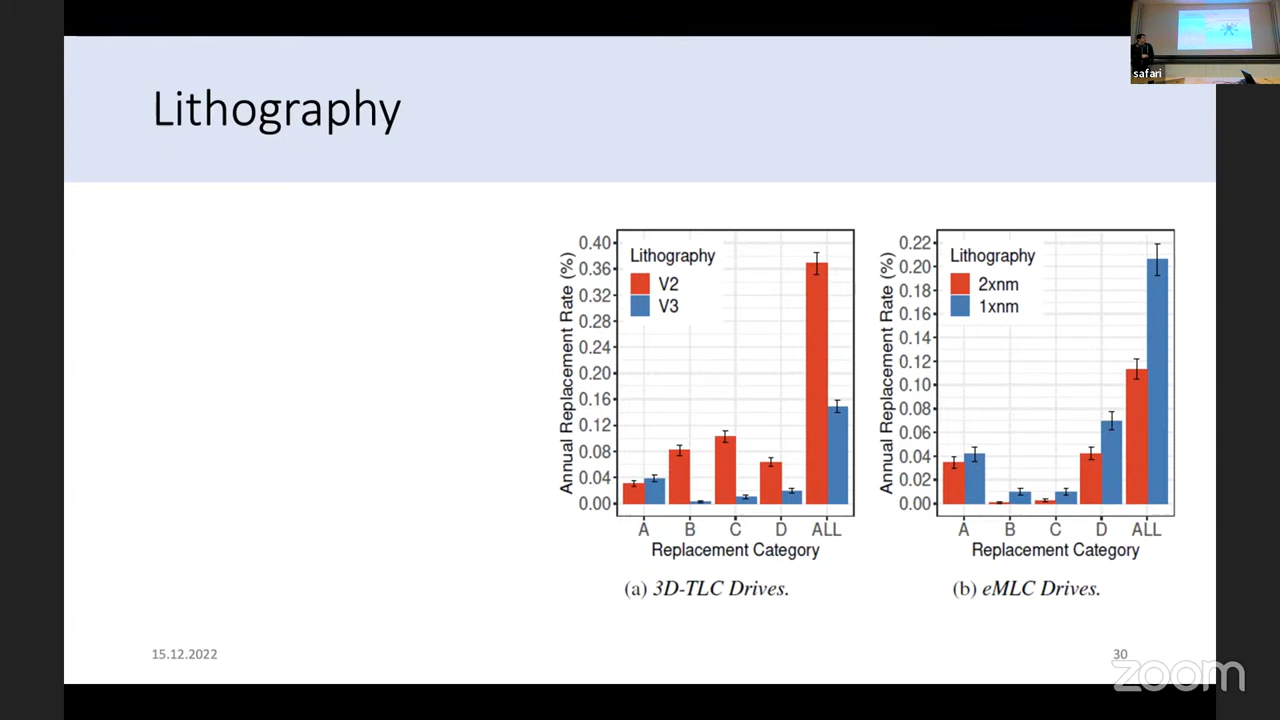 safari
Lithography
Annual Replacement Rate (%)
0.40
0.36
0.32
0.28
0.24
0.20
0.16
0.12
0.08
0.04
0.00
Lithography
V2
V3
A B C D ALL
Replacement Category
(a) 3D-TLC Drives.
Annual Replacement Rate (%)
0.22
0.20
0.18
0.16
0.14
0.12
0.10
0.08
0.06
0.04
0.02
0.00
Lithography
2xnm
1xnm
A B C D ALL
Replacement Category
(b) eMLC Drives.
15.12.2022
30
zoom